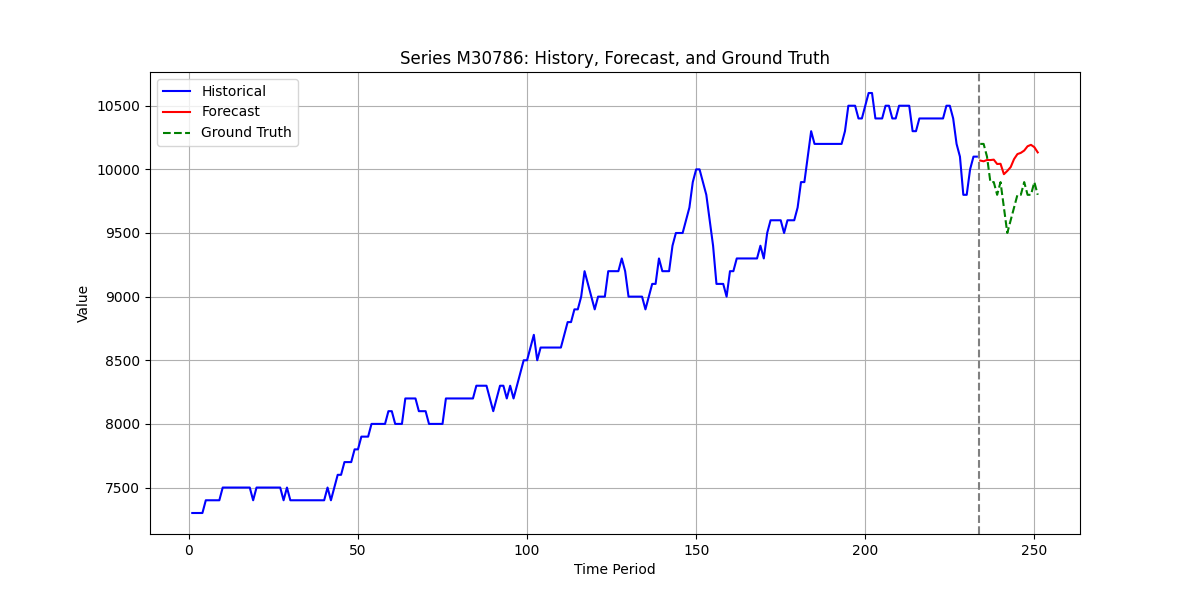 Series M30786: History, Forecast, and Ground Truth
Historical
Forecast
Ground Truth
10500
10000
9500
9000
8500
8000
7500
Value
0 50 100 150 200 250
Time Period